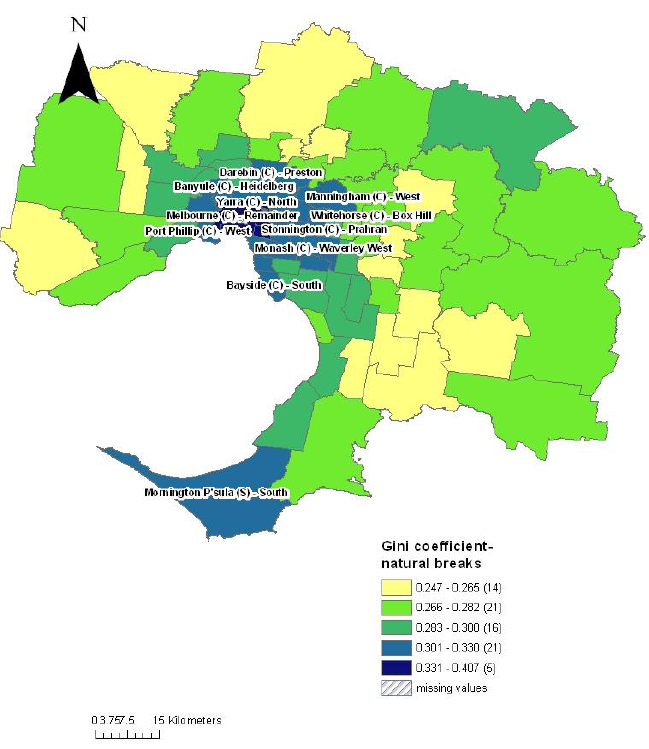 N
Darebin (C) - Preston
Banyule (C) - Heidelberg
Yarra (C) - North
Manningham (C) - West
Melbourne (C) - Remainder
Whitehorse (C) - Box Hill
Port Phillip (C) - West
Stonnington (C) - Prahran
Monash (C) - Waverley West
Bayside (C) - South
Mornington P'sula (S) - South
Gini coefficient-
natural breaks
0.247 - 0.265 (14)
0.266 - 0.282 (21)
0.283 - 0.300 (16)
0.301 - 0.330 (21)
0.331 - 0.407 (5)
missing values
0 3.757.5 15 Kilometers